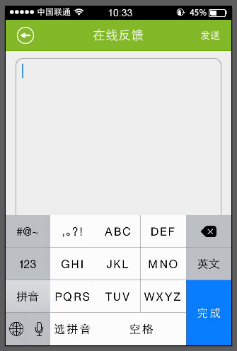 中国联通 10:33 45%
在线反馈 发送
#@~ ,。?! ABC DEF
123 GHI JKL MNO 英文
拼音 PQRS TUV WXYZ 完成
选拼音 空格